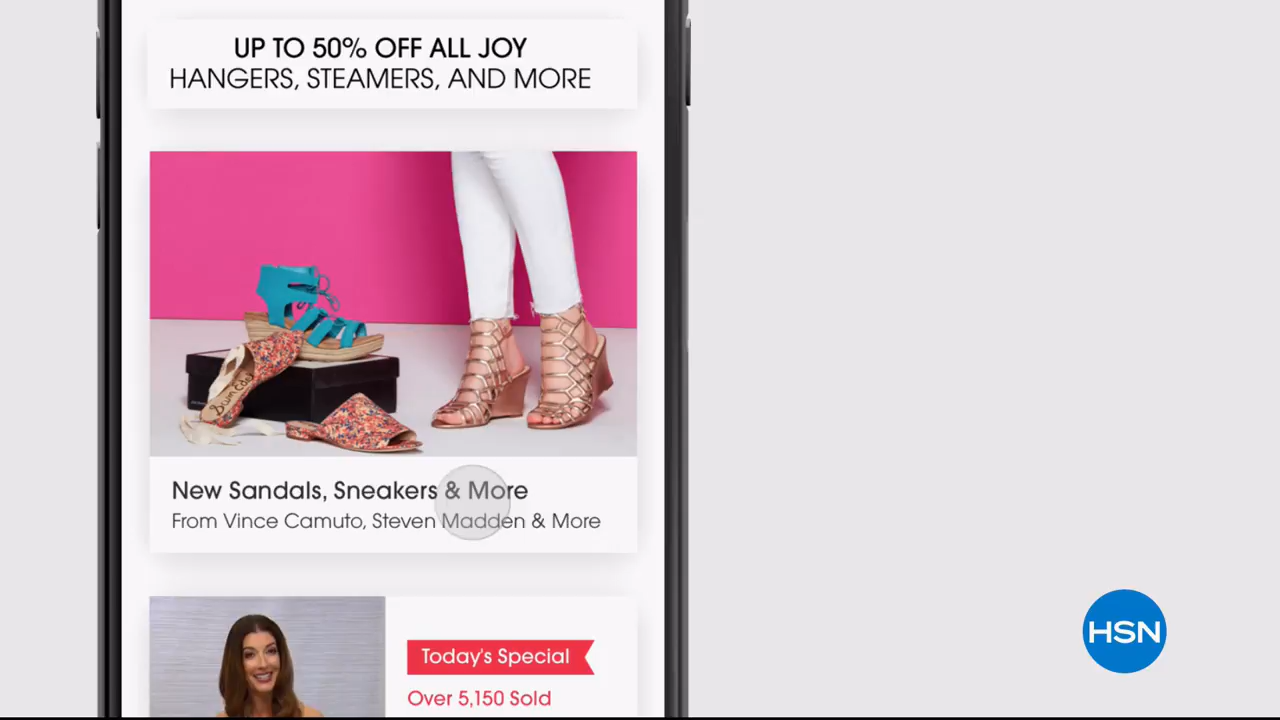 UP TO 50% OFF ALL JOY
HANGERS, STEAMERS, AND MORE
New Sandals, Sneakers & More
From Vince Camuto, Steven Madden & More
Today's Special
Over 5,150 Sold
HSN